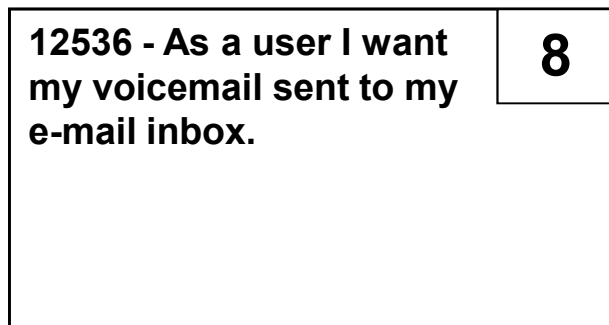 12536 - As a user I want
my voicemail sent to my
e-mail inbox.
8